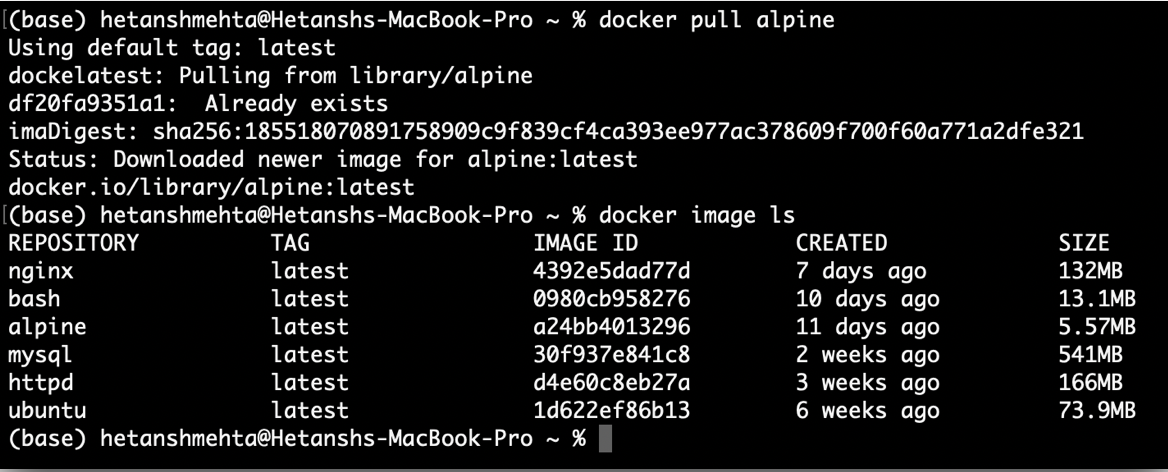 (base) hetanshmehta@Hetanshs-MacBook-Pro ~ % docker pull alpine
Using default tag: latest
dockelatest: Pulling from library/alpine
df20fa9351a1:  Already exists
imaDigest: sha256:185518070891758909c9f839cf4ca393ee977ac378609f700f60a771a2dfe321
Status: Downloaded newer image for alpine:latest
docker.io/library/alpine:latest
(base) hetanshmehta@Hetanshs-MacBook-Pro ~ % docker image ls
REPOSITORY          TAG                 IMAGE ID            CREATED             SIZE
nginx               latest              4392e5dad77d        7 days ago          132MB
bash                latest              0980cb958276        10 days ago         13.1MB
alpine              latest              a24bb4013296        11 days ago         5.57MB
mysql               latest              30f937e841c8        2 weeks ago         541MB
httpd               latest              d4e60c8eb27a        3 weeks ago         166MB
ubuntu              latest              1d622ef86b13        6 weeks ago         73.9MB
(base) hetanshmehta@Hetanshs-MacBook-Pro ~ %